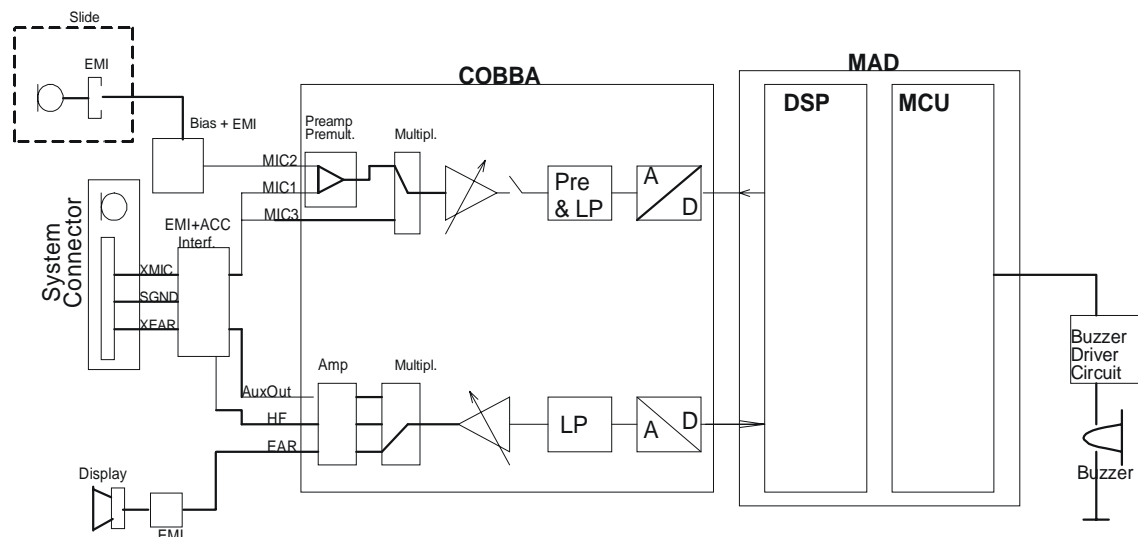 Slide
EMI
Bias + EMI
COBBA
MAD
DSP
MCU
Preamp
Premult.
Multipl.
MIC2
MIC1
MIC3
Pre
& LP
A
D
System
Connector
EMI+ACC
Interf.
XMIC
SGND
XEAR
Amp
Multipl.
AuxOut
HF
EAR
LP
A
D
Buzzer
Driver
Circuit
Buzzer
Display
EMI